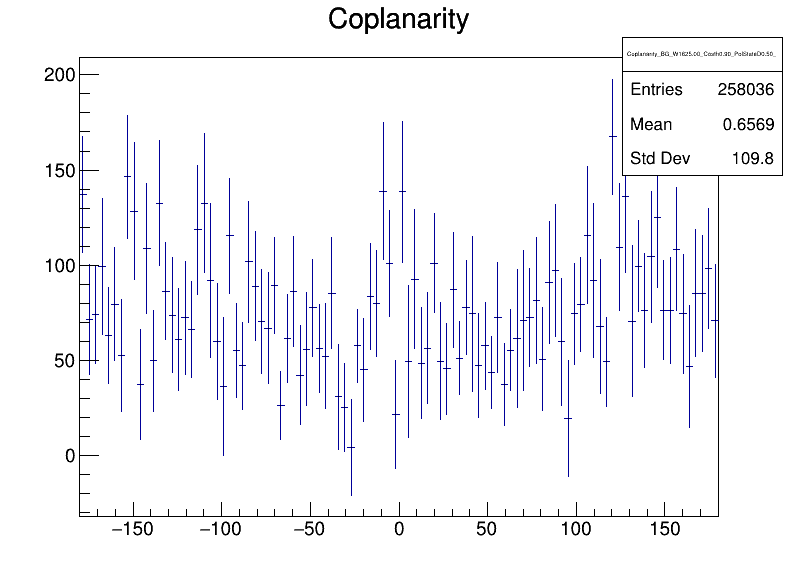 Coplanarity
Coplanarity_BG_W1625.00_Costh0.90_PolStateD0.50_
Entries 258036
Mean 0.6569
Std Dev 109.8
200
150
100
50
0
−150 −100 −50 0 50 100 150